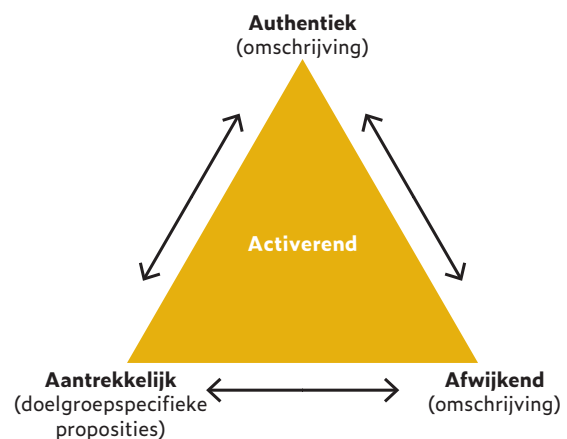 Authentiek
(omschrijving)
Activerend
Aantrekkelijk
(doelgroepspecifieke
proposities)
Afwijkend
(omschrijving)